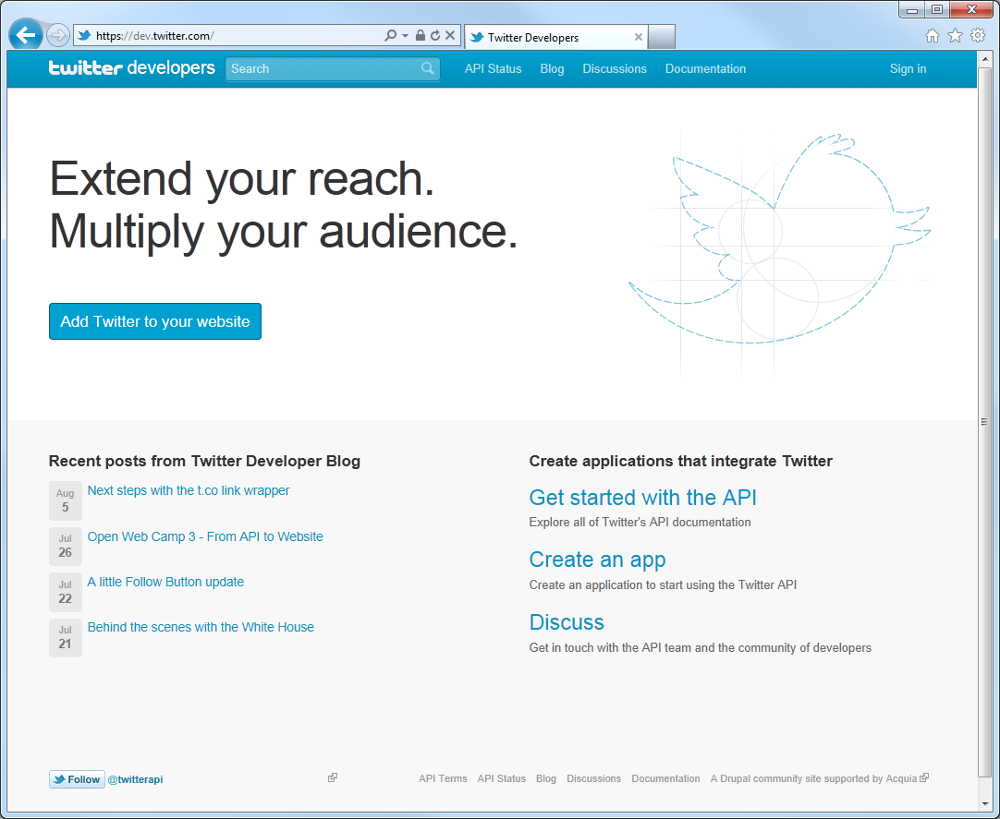 https://dev.twitter.com/
Twitter Developers
twitter developers
Search
API Status Blog Discussions Documentation
Sign in
Extend your reach.
Multiply your audience.
Add Twitter to your website
Recent posts from Twitter Developer Blog
Aug
5
Next steps with the t.co link wrapper
Jul
26
Open Web Camp 3 - From API to Website
Jul
22
A little Follow Button update
Jul
21
Behind the scenes with the White House
Create applications that integrate Twitter
Get started with the API
Explore all of Twitter's API documentation
Create an app
Create an application to start using the Twitter API
Discuss
Get in touch with the API team and the community of developers
Follow @twitterapi
API Terms API Status Blog Discussions Documentation A Drupal community site supported by Acquia